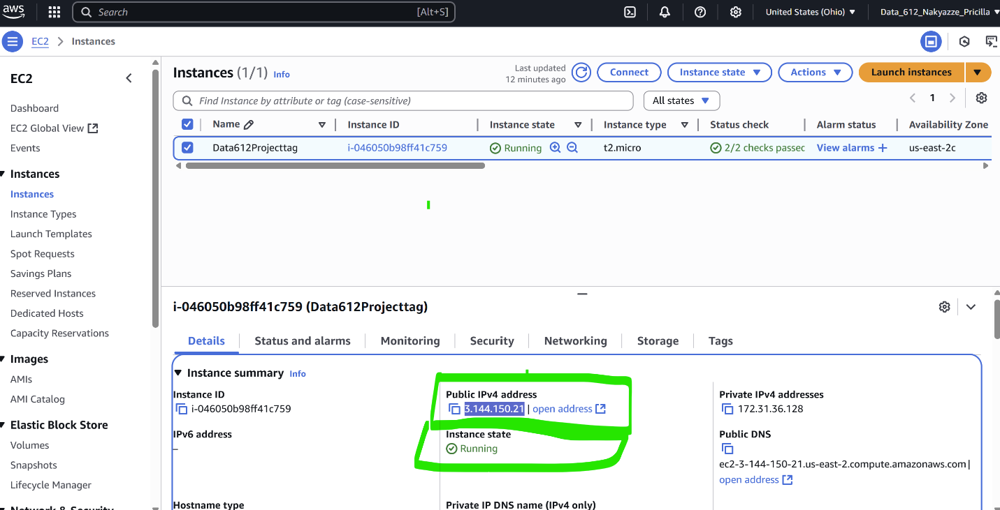 aws
Search [Alt+S]
United States (Ohio) Data_612_Nakyazze_Pricilla
EC2 Instances
EC2
Dashboard
EC2 Global View
Events
Instances
Instances
Instance Types
Launch Templates
Spot Requests
Savings Plans
Reserved Instances
Dedicated Hosts
Capacity Reservations
Images
AMIs
AMI Catalog
Elastic Block Store
Volumes
Snapshots
Lifecycle Manager
Network & Security
Instances (1/1) Info
Last updated
12 minutes ago
Connect
Instance state
Actions
Launch instances
Find Instance by attribute or tag (case-sensitive)
All states
1
Name Instance ID Instance state Instance type Status check Alarm status Availability Zone
Data612Projecttag i-046050b98ff41c759 Running t2.micro 2/2 checks passec View alarms + us-east-2c
i-046050b98ff41c759 (Data612Projecttag)
Details Status and alarms Monitoring Security Networking Storage Tags
Instance summary Info
Instance ID
i-046050b98ff41c759
Public IPv4 address
3.144.150.21 | open address
Private IPv4 addresses
172.31.36.128
IPv6 address
–
Instance state
Running
Public DNS
ec2-3-144-150-21.us-east-2.compute.amazonaws.com |
open address
Hostname type
Private IP DNS name (IPv4 only)